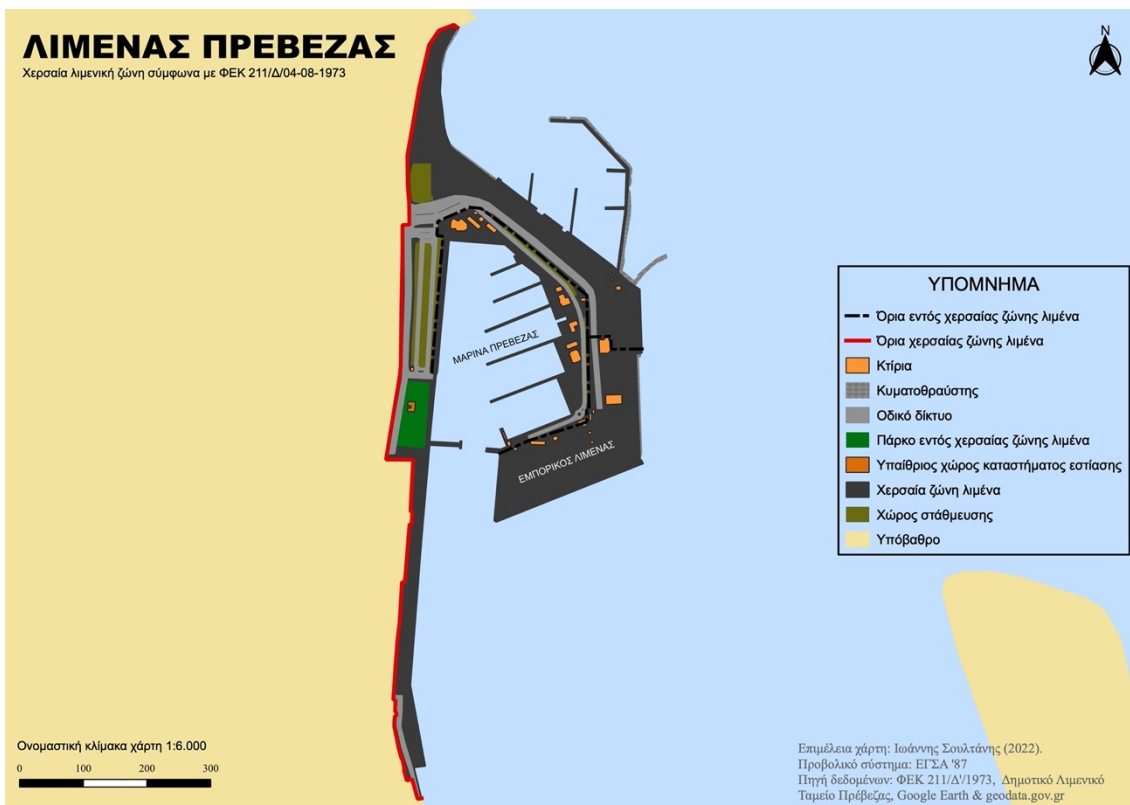 ΛΙΜΕΝΑΣ ΠΡΕΒΕΖΑΣ
Χερσαία λιμενική ζώνη σύμφωνα με ΦΕΚ 211/Δ/04-08-1973
N
ΜΑΡΙΝΑ ΠΡΕΒΕΖΑΣ
ΕΜΠΟΡΙΚΟΣ ΛΙΜΕΝΑΣ
ΥΠΟΜΝΗΜΑ
Όρια εντός χερσαίας ζώνης λιμένα
Όρια χερσαίας ζώνης λιμένα
Κτίρια
Κυματοθραύστης
Οδικό δίκτυο
Πάρκο εντός χερσαίας ζώνης λιμένα
Υπαίθριος χώρος καταστήματος εστίασης
Χερσαία ζώνη λιμένα
Χώρος στάθμευσης
Υπόβαθρο
Ονομαστική κλίμακα χάρτη 1:6.000
0 100 200 300
Επιμέλεια χάρτη: Ιωάννης Σουλτάνης (2022).
Προβολικό σύστημα: ΕΓΣΑ '87
Πηγή δεδομένων: ΦΕΚ 211/Δ'/1973, Δημοτικό Λιμενικό
Ταμείο Πρέβεζας, Google Earth & geodata.gov.gr